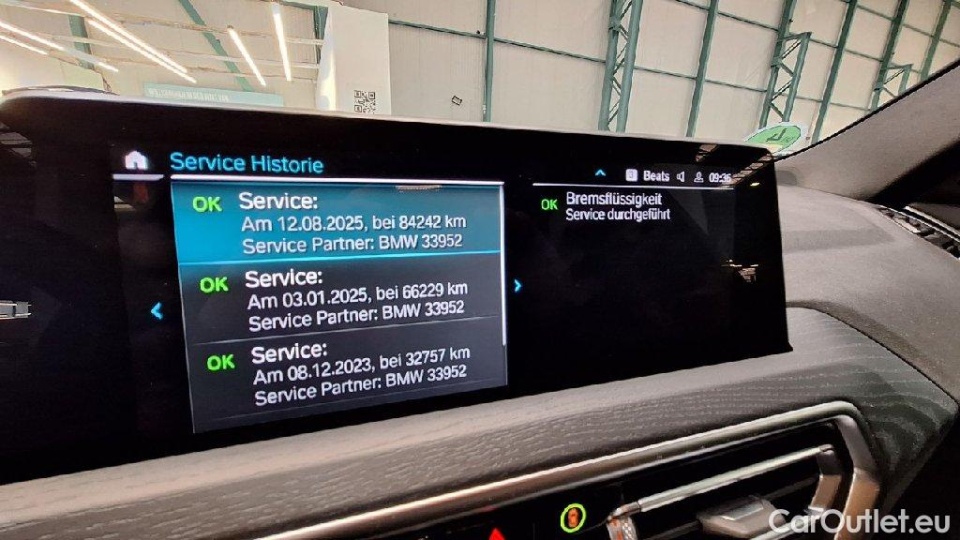 Service Historie
Beats 09:36
OK Service:
Am 12.08.2025, bei 84242 km
Service Partner: BMW 33952
OK Service:
Am 03.01.2025, bei 66229 km
Service Partner: BMW 33952
OK Service:
Am 08.12.2023, bei 32757 km
Service Partner: BMW 33952
OK Bremsflüssigkeit
Service durchgeführt
CarOutlet.eu